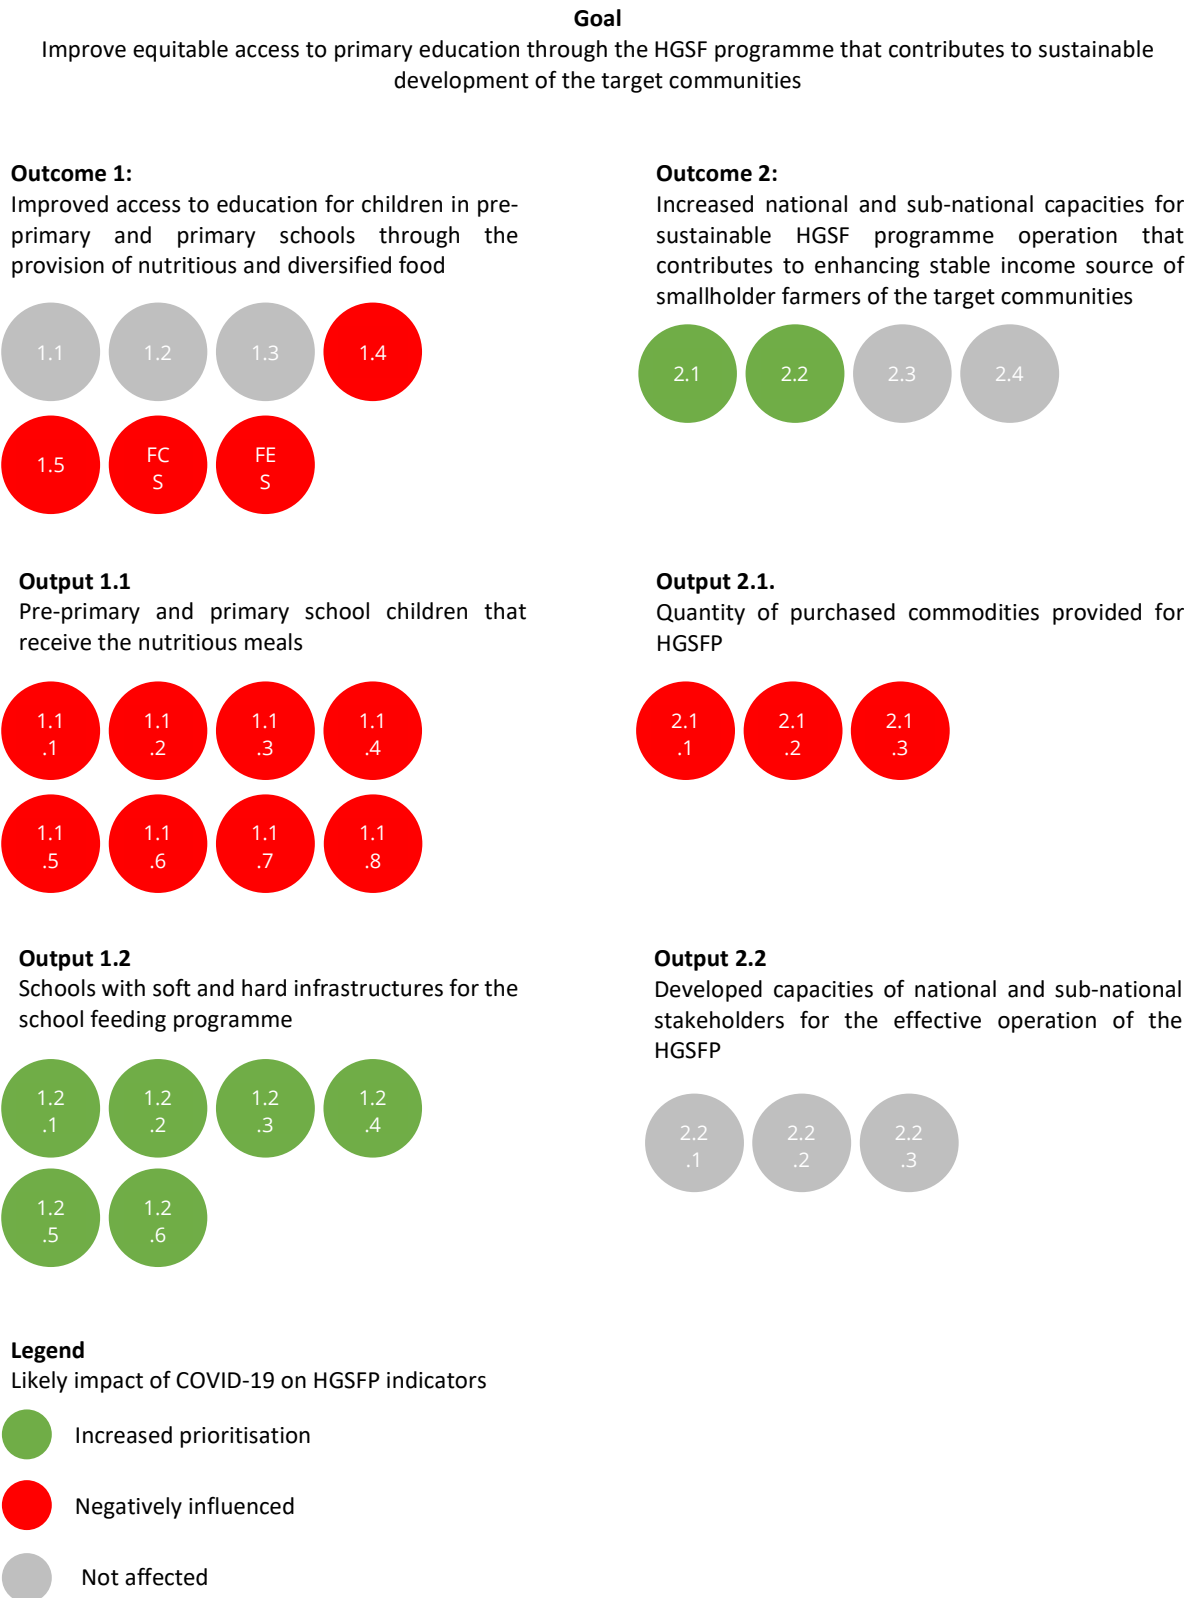 Goal
Improve equitable access to primary education through the HGSF programme that contributes to sustainable
development of the target communities
Outcome 1:
Improved access to education for children in pre-
primary and primary schools through the
provision of nutritious and diversified food
1.1
1.2
1.3
1.4
1.5
FC
S
FE
S
Outcome 2:
Increased national and sub-national capacities for
sustainable HGSF programme operation that
contributes to enhancing stable income source of
smallholder farmers of the target communities
2.1
2.2
2.3
2.4
Output 1.1
Pre-primary and primary school children that
receive the nutritious meals
1.1
.1
1.1
.2
1.1
.3
1.1
.4
1.1
.5
1.1
.6
1.1
.7
1.1
.8
Output 2.1.
Quantity of purchased commodities provided for
HGSFP
2.1
.1
2.1
.2
2.1
.3
Output 1.2
Schools with soft and hard infrastructures for the
school feeding programme
1.2
.1
1.2
.2
1.2
.3
1.2
.4
1.2
.5
1.2
.6
Output 2.2
Developed capacities of national and sub-national
stakeholders for the effective operation of the
HGSFP
2.2
.1
2.2
.2
2.2
.3
Legend
Likely impact of COVID-19 on HGSFP indicators
Increased prioritisation
Negatively influenced
Not affected